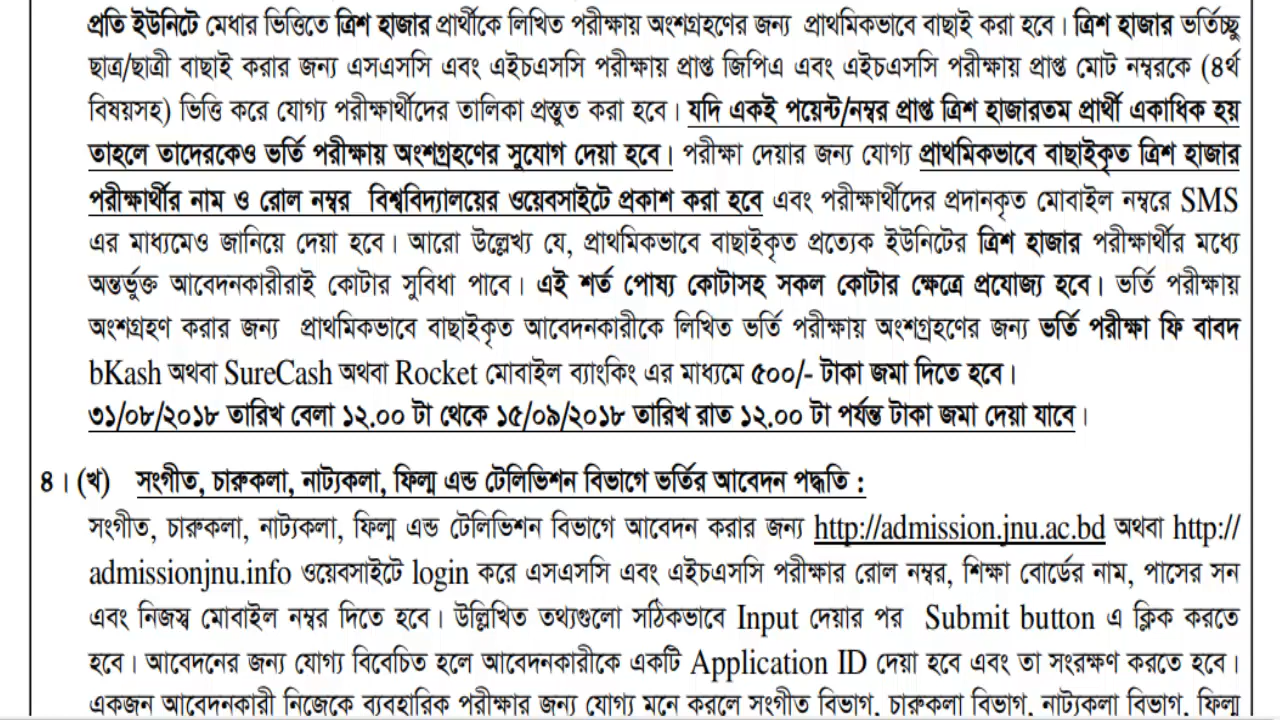 প্রতি ইউনিটে মেধার ভিত্তিতে ত্রিশ হাজার প্রার্থীকে লিখিত পরীক্ষায় অংশগ্রহণের জন্য প্রাথমিকভাবে বাছাই করা হবে। ত্রিশ হাজার ভর্তিচ্ছু
ছাত্র/ছাত্রী বাছাই করার জন্য এসএসসি এবং এইচএসসি পরীক্ষায় প্রাপ্ত জিপিএ এবং এইচএসসি পরীক্ষায় প্রাপ্ত মোট নম্বরকে (৪র্থ
বিষয়সহ) ভিত্তি করে যোগ্য পরীক্ষার্থীদের তালিকা প্রস্তুত করা হবে। যদি একই পয়েন্ট/নম্বর প্রাপ্ত ত্রিশ হাজারতম প্রার্থী একাধিক হয়
তাহলে তাদেরকেও ভর্তি পরীক্ষায় অংশগ্রহণের সুযোগ দেয়া হবে। পরীক্ষা দেয়ার জন্য যোগ্য প্রাথমিকভাবে বাছাইকৃত ত্রিশ হাজার
পরীক্ষার্থীর নাম ও রোল নম্বর বিশ্ববিদ্যালয়ের ওয়েবসাইটে প্রকাশ করা হবে এবং পরীক্ষার্থীদের প্রদানকৃত মোবাইল নম্বরে SMS
এর মাধ্যমেও জানিয়ে দেয়া হবে। আরো উল্লেখ্য যে, প্রাথমিকভাবে বাছাইকৃত প্রত্যেক ইউনিটের ত্রিশ হাজার পরীক্ষার্থীর মধ্যে
অন্তর্ভুক্ত আবেদনকারীরাই কোটার সুবিধা পাবে। এই শর্ত পোষ্য কোটাসহ সকল কোটার ক্ষেত্রে প্রযোজ্য হবে। ভর্তি পরীক্ষায়
অংশগ্রহণ করার জন্য প্রাথমিকভাবে বাছাইকৃত আবেদনকারীকে লিখিত ভর্তি পরীক্ষায় অংশগ্রহণের জন্য ভর্তি পরীক্ষা ফি বাবদ
bKash অথবা SureCash অথবা Rocket মোবাইল ব্যাংকিং এর মাধ্যমে ৫০০/- টাকা জমা দিতে হবে।
৩১/০৮/২০১৮ তারিখ বেলা ১২.০০ টা থেকে ১৫/০৯/২০১৮ তারিখ রাত ১২.০০ টা পর্যন্ত টাকা জমা দেয়া যাবে।
৪। (খ) সংগীত, চারুকলা, নাট্যকলা, ফিল্ম এন্ড টেলিভিশন বিভাগে ভর্তির আবেদন পদ্ধতি :
সংগীত, চারুকলা, নাট্যকলা, ফিল্ম এন্ড টেলিভিশন বিভাগে আবেদন করার জন্য http://admission.jnu.ac.bd অথবা http://
admissionjnu.info ওয়েবসাইটে login করে এসএসসি এবং এইচএসসি পরীক্ষার রোল নম্বর, শিক্ষা বোর্ডের নাম, পাসের সন
এবং নিজস্ব মোবাইল নম্বর দিতে হবে। উল্লিখিত তথ্যগুলো সঠিকভাবে Input দেয়ার পর Submit button এ ক্লিক করতে
হবে। আবেদনের জন্য যোগ্য বিবেচিত হলে আবেদনকারীকে একটি Application ID দেয়া হবে এবং তা সংরক্ষণ করতে হবে।
একজন আবেদনকারী নিজেকে ব্যবহারিক পরীক্ষার জন্য যোগ্য মনে করলে সংগীত বিভাগ, চারুকলা বিভাগ, নাট্যকলা বিভাগ, ফিল্ম